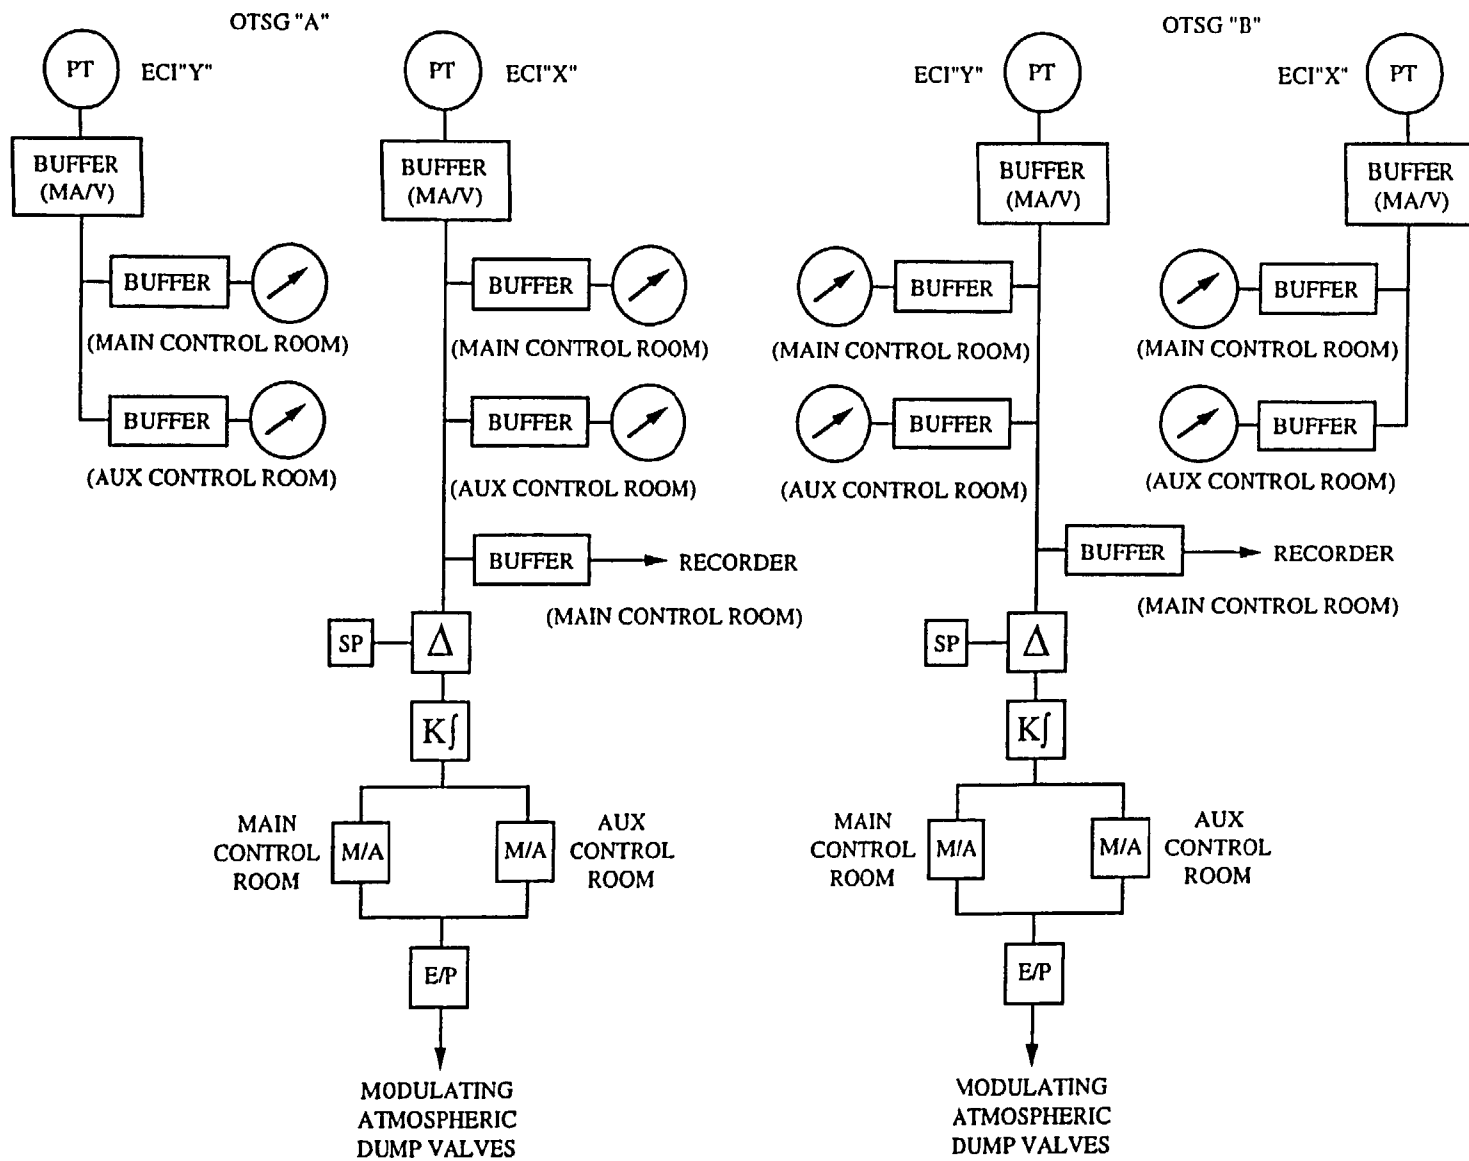 OTSG "A"
OTSG "B"
PT
ECI"Y"
PT
ECI"X"
ECI"Y"
PT
ECI"X"
PT
BUFFER
(MA/V)
BUFFER
(MA/V)
BUFFER
(MA/V)
BUFFER
(MA/V)
BUFFER
(MAIN CONTROL ROOM)
BUFFER
(MAIN CONTROL ROOM)
BUFFER
(MAIN CONTROL ROOM)
BUFFER
(MAIN CONTROL ROOM)
BUFFER
(AUX CONTROL ROOM)
BUFFER
(AUX CONTROL ROOM)
BUFFER
(AUX CONTROL ROOM)
BUFFER
(AUX CONTROL ROOM)
BUFFER
RECORDER
(MAIN CONTROL ROOM)
BUFFER
RECORDER
(MAIN CONTROL ROOM)
SP
Δ
SP
Δ
K∫
K∫
MAIN
CONTROL
ROOM
M/A
M/A
AUX
CONTROL
ROOM
MAIN
CONTROL
ROOM
M/A
M/A
AUX
CONTROL
ROOM
E/P
E/P
MODULATING
ATMOSPHERIC
DUMP VALVES
MODULATING
ATMOSPHERIC
DUMP VALVES